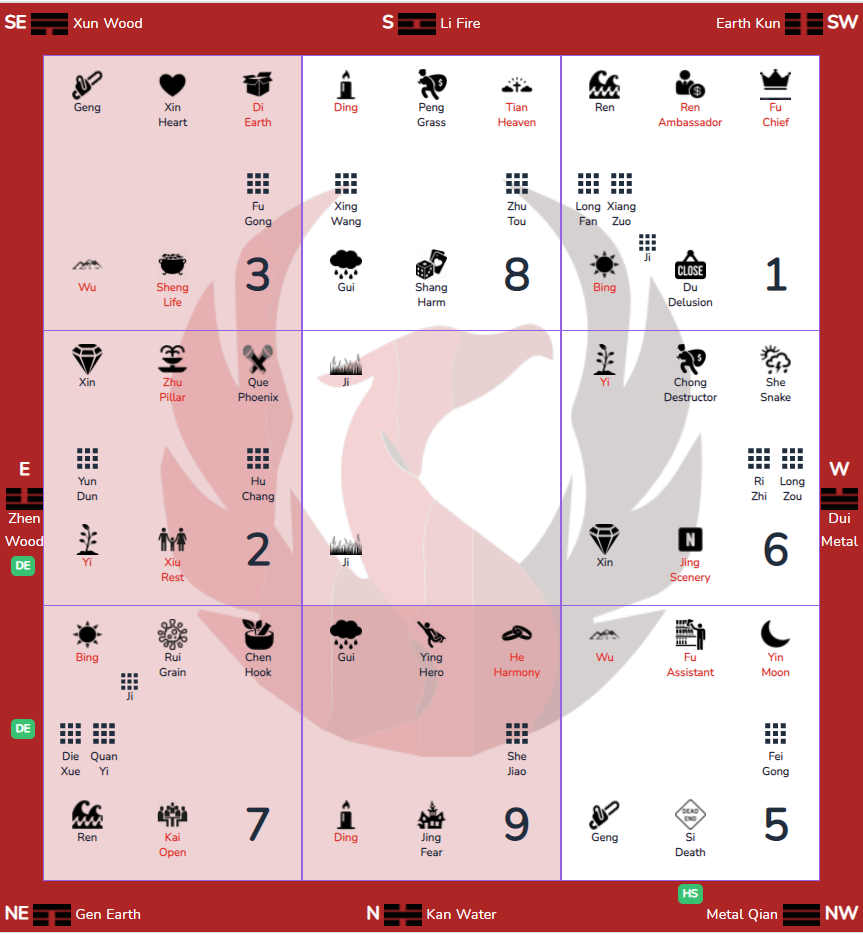 SE Xun Wood S Li Fire Earth Kun SW
Geng Xin Di Ding Peng Tian Ren Ren Fu
Heart Earth Grass Heaven Ambassador Chief
Fu Xing Zhu Long Xiang
Gong Wang Tou Fan Zuo
Ji
Wu Sheng 3 Gui Shang 8 Bing CLOSE Du 1
Life Harm Delusion
Xin Zhu Que Ji Yi Chong She
Pillar Phoenix Destructor Snake
E W
Yun Hu Ri Long
Dun Chang Zhi Zou
Zhen Dui
Wood Metal
Yi Xiu 2 Ji Xin N Jing 6
Rest Scenery
DE
Bing Rui Chen Gui Ying He Wu Fu Yin
Grain Hook Hero Harmony Assistant Moon
Ji
DE
Die Quan She Fei
Xue Yi Jiao Gong
Ren Kai 7 Ding Jing 9 Geng DEAD END Si 5
Open Fear Death
HS
NE Gen Earth N Kan Water Metal Qian NW